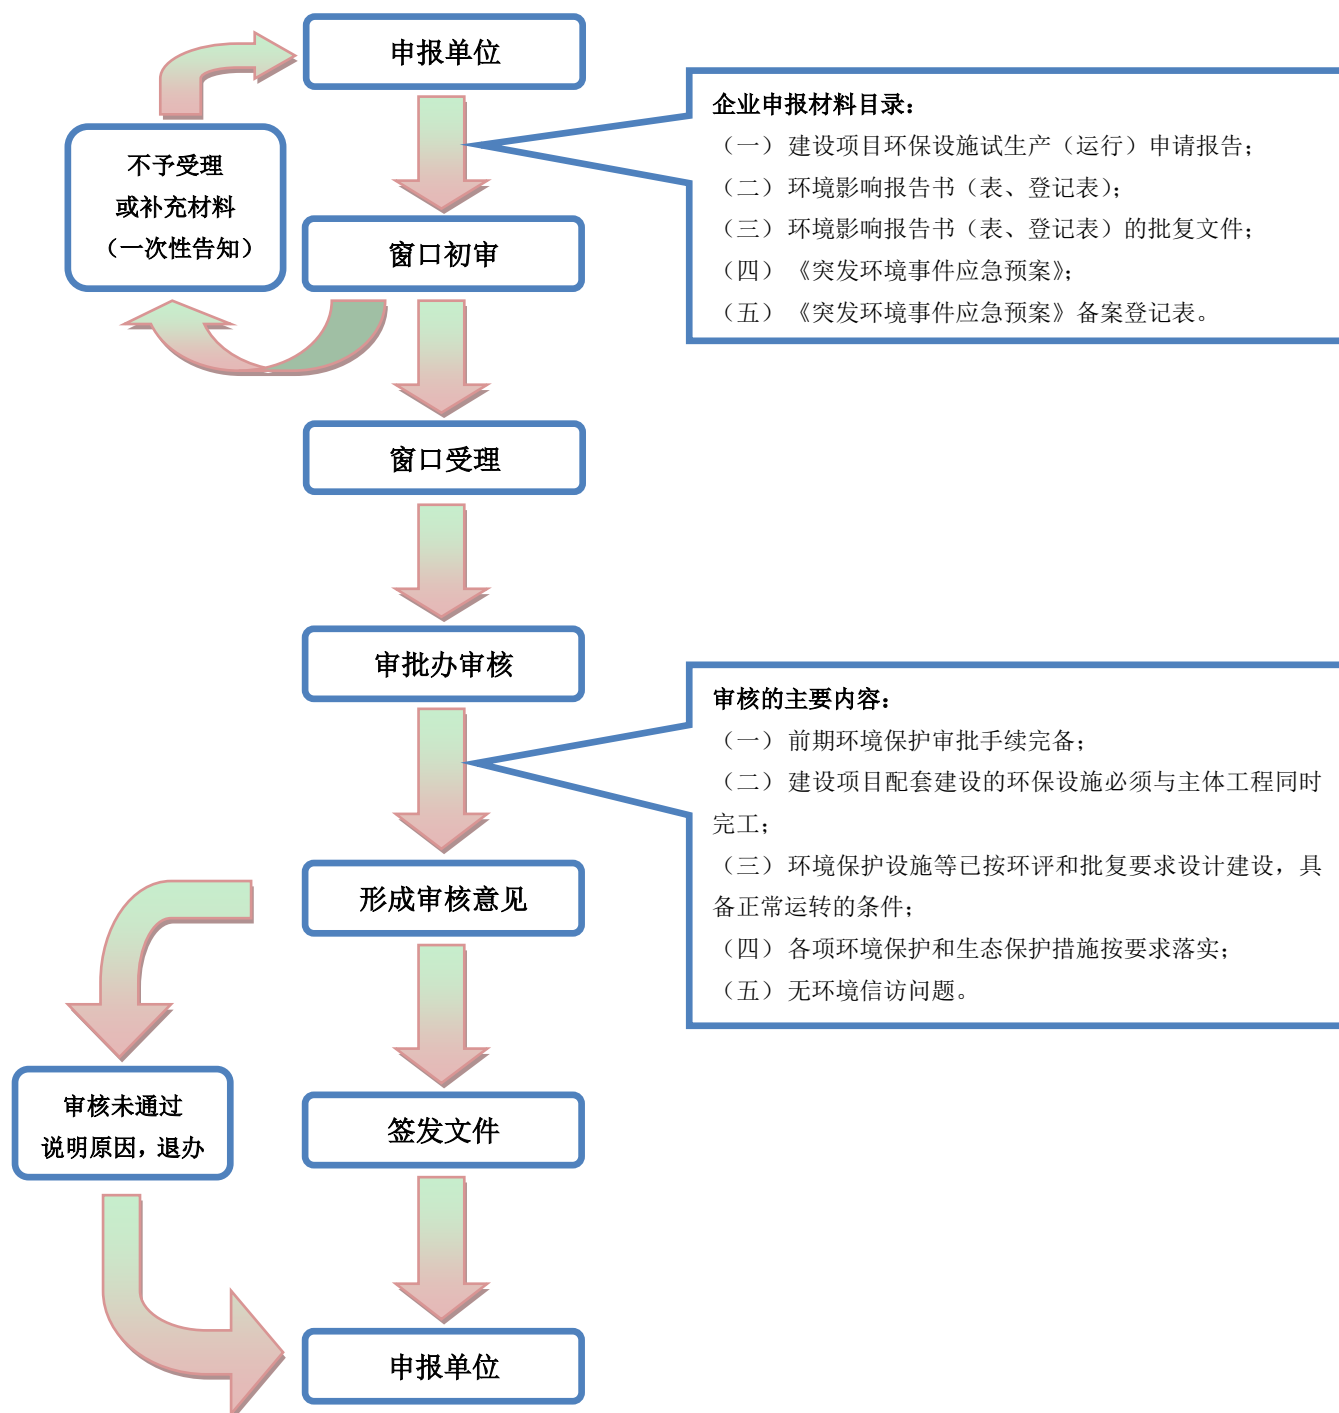 申报单位
企业申报材料目录：
（一）建设项目环保设施试生产（运行）申请报告；
（二）环境影响报告书（表、登记表）；
（三）环境影响报告书（表、登记表）的批复文件；
（四）《突发环境事件应急预案》；
（五）《突发环境事件应急预案》备案登记表。
不予受理
或补充材料
（一次性告知）
窗口初审
窗口受理
审批办审核
审核的主要内容：
（一）前期环境保护审批手续完备；
（二）建设项目配套建设的环保设施必须与主体工程同时
完工；
（三）环境保护设施等已按环评和批复要求设计建设，具
备正常运转的条件；
（四）各项环境保护和生态保护措施按要求落实；
（五）无环境信访问题。
形成审核意见
审核未通过
说明原因，退办
签发文件
申报单位